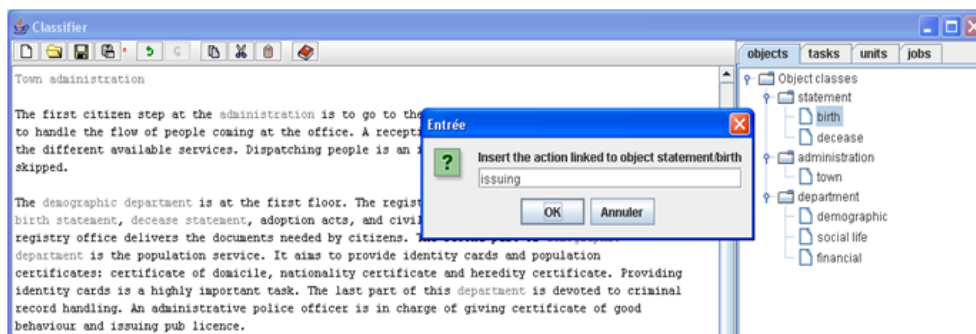 Classifier
objects tasks units jobs
Town administration
The first citizen step at the administration is to go to the
to handle the flow of people coming at the office. A recepti
the different available services. Dispatching people is an i
skipped.
The demographic department is at the first floor. The regist
birth statement, decease statement, adoption acts, and civil
registry office delivers the documents needed by citizens.
department is the population service. It aims to provide identity cards and population
certificates: certificate of domicile, nationality certificate and heredity certificate. Providing
identity cards is a highly important task. The last part of this department is devoted to criminal
record handling. An administrative police officer is in charge of giving certificate of good
behaviour and issuing pub licence.
Entrée
Insert the action linked to object statement/birth
issuing
OK Annuler
Object classes
statement
birth
decease
administration
town
department
demographic
social life
financial